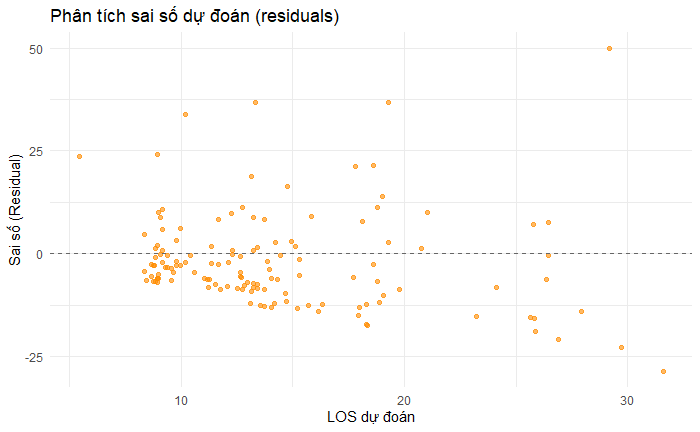 Phân tích sai số dự đoán (residuals)
Sai số (Residual)
50
25
0
-25
10
20
30
LOS dự đoán